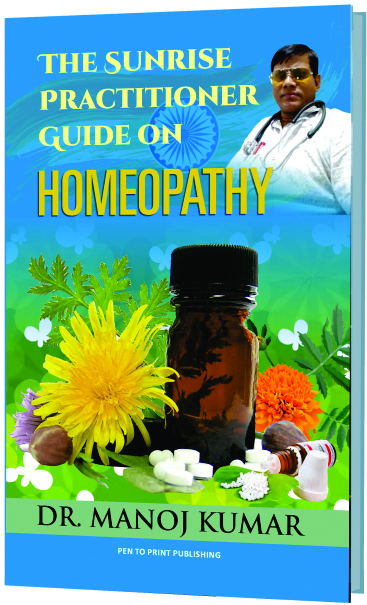 The Sunrise
Practitioner
Guide on
HOMEOPATHY
DR. MANOJ KUMAR
PEN TO PRINT PUBLISHING